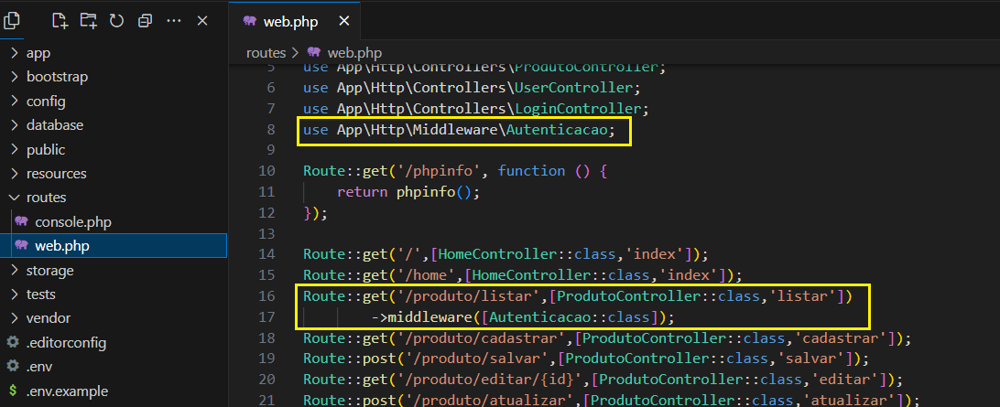 web.php
app
bootstrap
config
database
public
resources
routes
console.php
web.php
storage
tests
vendor
.editorconfig
.env
$ .env.example
routes > web.php
5 use App\Http\Controllers\ProdutoController;
6 use App\Http\Controllers\UserController;
7 use App\Http\Controllers\LoginController;
8 use App\Http\Middleware\Autenticacao;
9
10 Route::get('/phpinfo', function () {
11     return phpinfo();
12 });
13
14 Route::get('/',[HomeController::class,'index']);
15 Route::get('/home',[HomeController::class,'index']);
16 Route::get('/produto/listar',[ProdutoController::class,'listar'])
17         ->middleware([Autenticacao::class]);
18 Route::get('/produto/cadastrar',[ProdutoController::class,'cadastrar']);
19 Route::post('/produto/salvar',[ProdutoController::class,'salvar']);
20 Route::get('/produto/editar/{id}',[ProdutoController::class,'editar']);
21 Route::post('/produto/atualizar',[ProdutoController::class,'atualizar']);